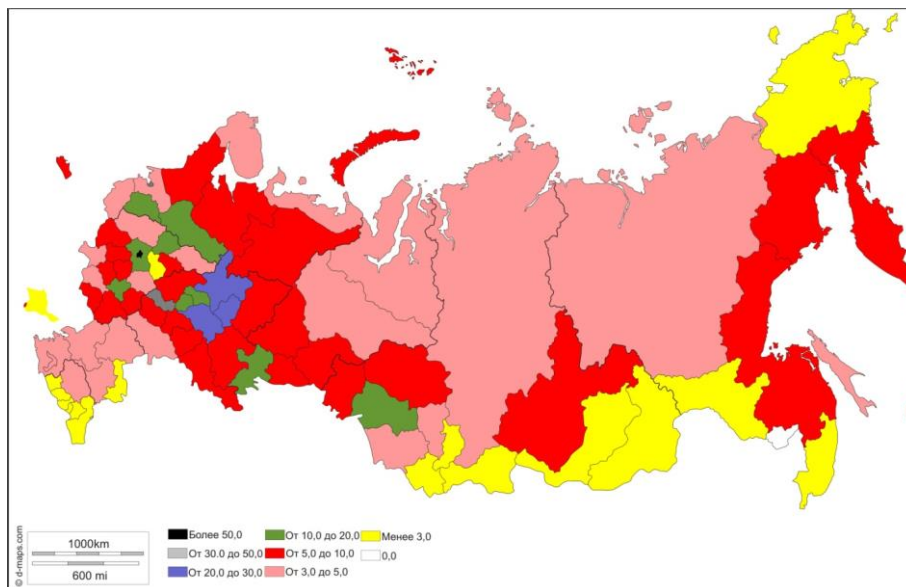 © d-maps.com
1000km
600 mi
Более 50,0
От 30.0 до 50,0
От 20,0 до 30,0
От 10,0 до 20,0
От 5,0 до 10,0
От 3,0 до 5,0
Менее 3,0
0,0